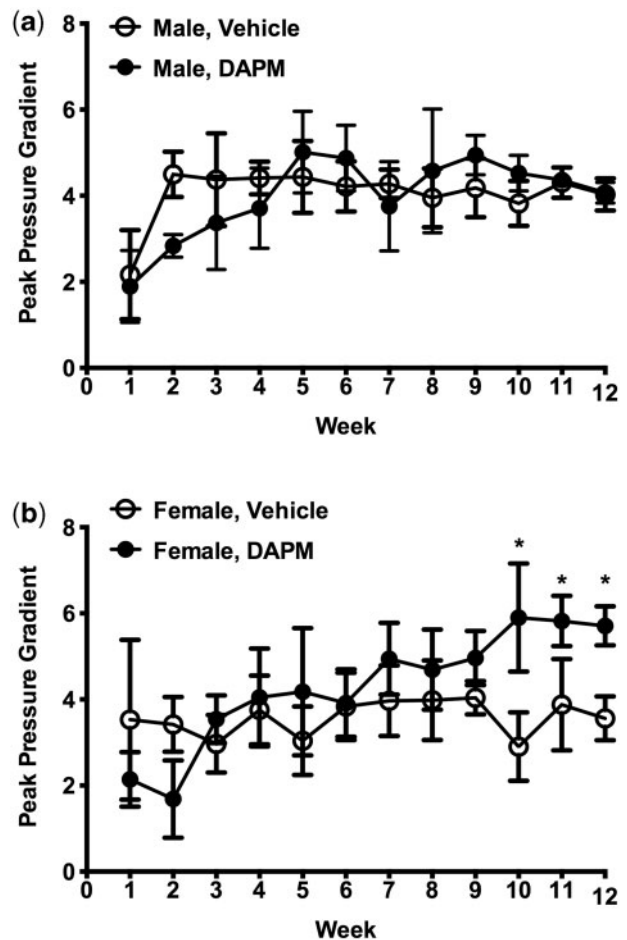 (a)
Male, Vehicle
Male, DAPM
Peak Pressure Gradient
8
6
4
2
0
0 1 2 3 4 5 6 7 8 9 10 11 12
Week
(b)
Female, Vehicle
Female, DAPM
Peak Pressure Gradient
8
6
4
2
0
* * *
0 1 2 3 4 5 6 7 8 9 10 11 12
Week